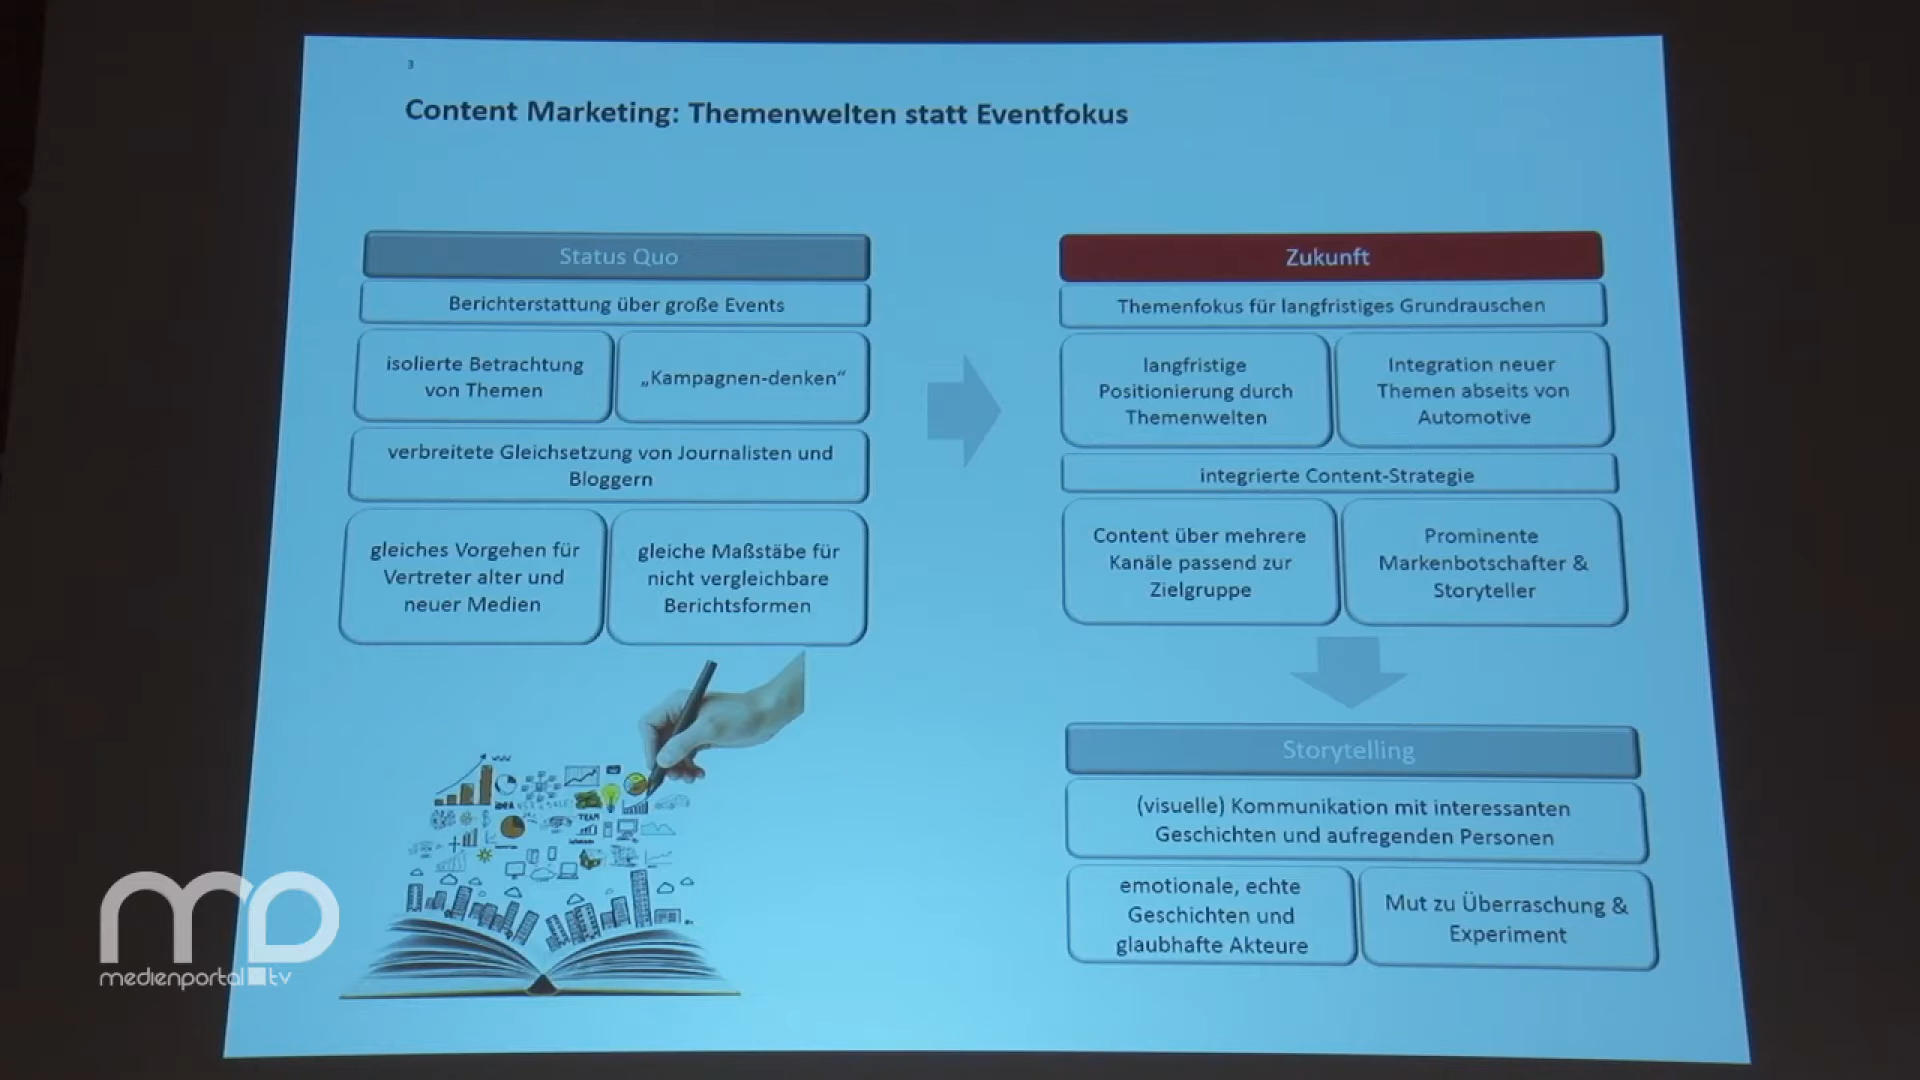 3
Content Marketing: Themenwelten statt Eventfokus
Status Quo
Berichterstattung über große Events
isolierte Betrachtung
von Themen
„Kampagnen-denken“
verbreitete Gleichsetzung von Journalisten und
Bloggern
gleiches Vorgehen für
Vertreter alter und
neuer Medien
gleiche Maßstäbe für
nicht vergleichbare
Berichtsformen
Zukunft
Themenfokus für langfristiges Grundrauschen
langfristige
Positionierung durch
Themenwelten
Integration neuer
Themen abseits von
Automotive
integrierte Content-Strategie
Content über mehrere
Kanäle passend zur
Zielgruppe
Prominente
Markenbotschafter &
Storyteller
Storytelling
(visuelle) Kommunikation mit interessanten
Geschichten und aufregenden Personen
emotionale, echte
Geschichten und
glaubhafte Akteure
Mut zu Überraschung &
Experiment
www
IDEA
TEAM
medienportal.tv